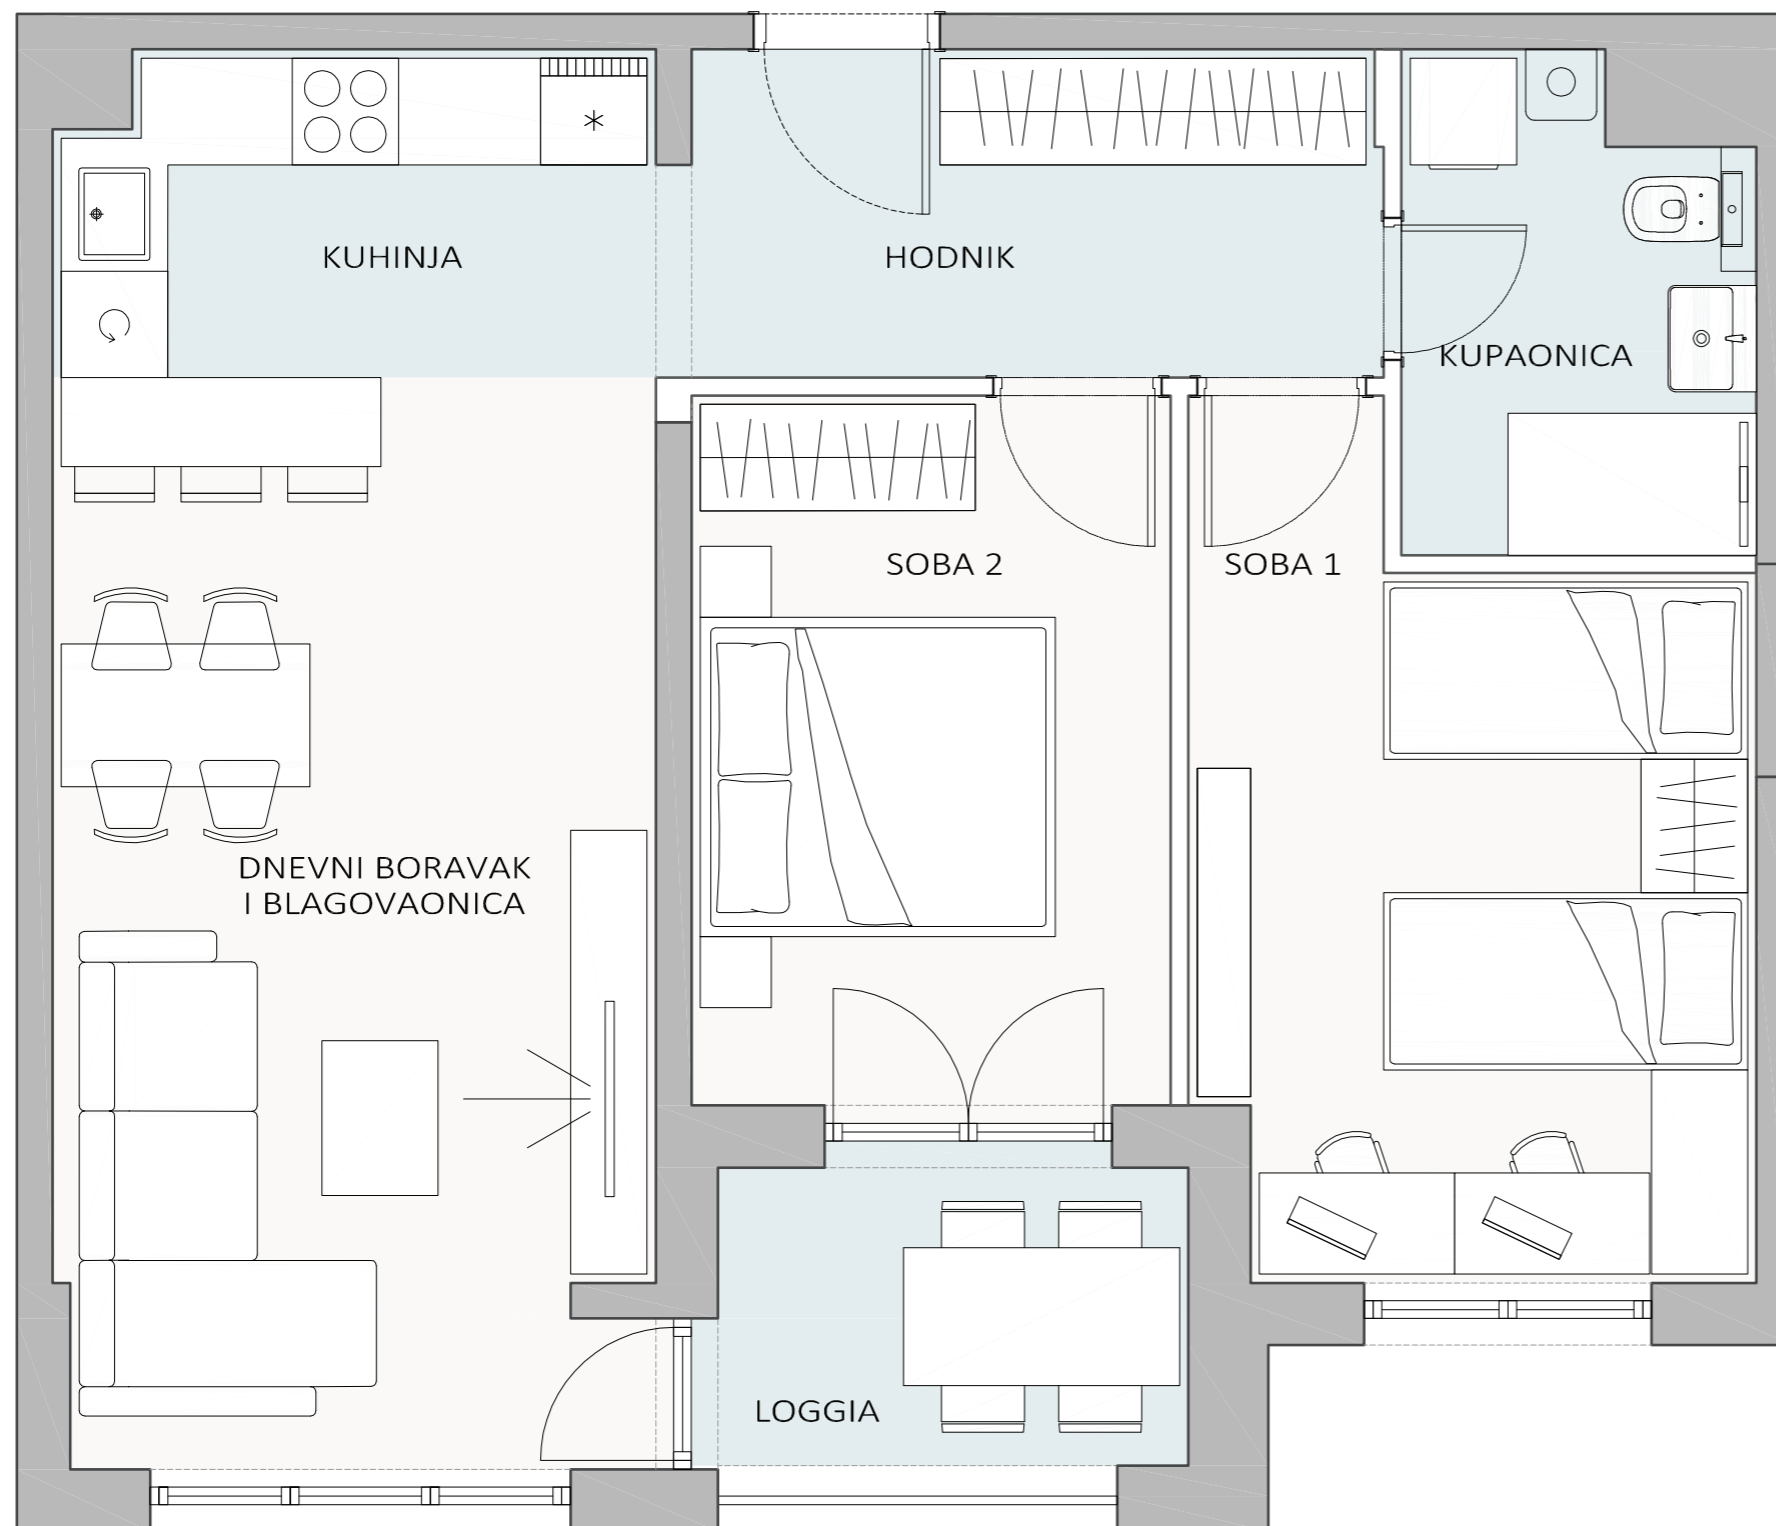 KUHINJA
HODNIK
KUPAONICA
SOBA 2
SOBA 1
DNEVNI BORAVAK
I BLAGOVAONICA
LOGGIA